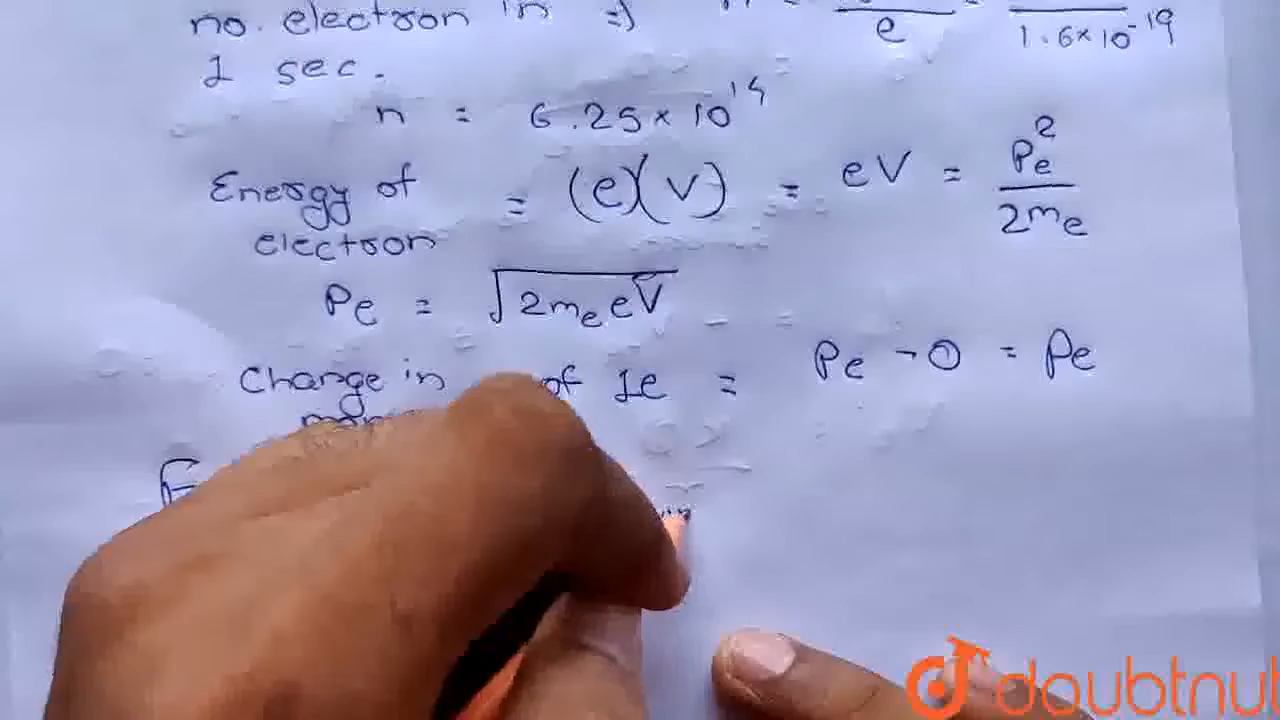 no. electron in ⇒ e 1.6×10⁻¹⁹
1 sec.
n = 6.25×10¹⁴
Energy of = (e)(V) = eV = Pe²/2me
electron
Pe = √2meeV
Change in of 1e = Pe - 0 = Pe
F
doubtnut